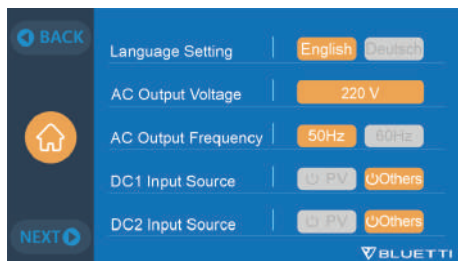 BACK
Language Setting English Deutsch
AC Output Voltage 220 V
AC Output Frequency 50Hz 60Hz
DC1 Input Source PV Others
DC2 Input Source PV Others
NEXT
BLUETTI